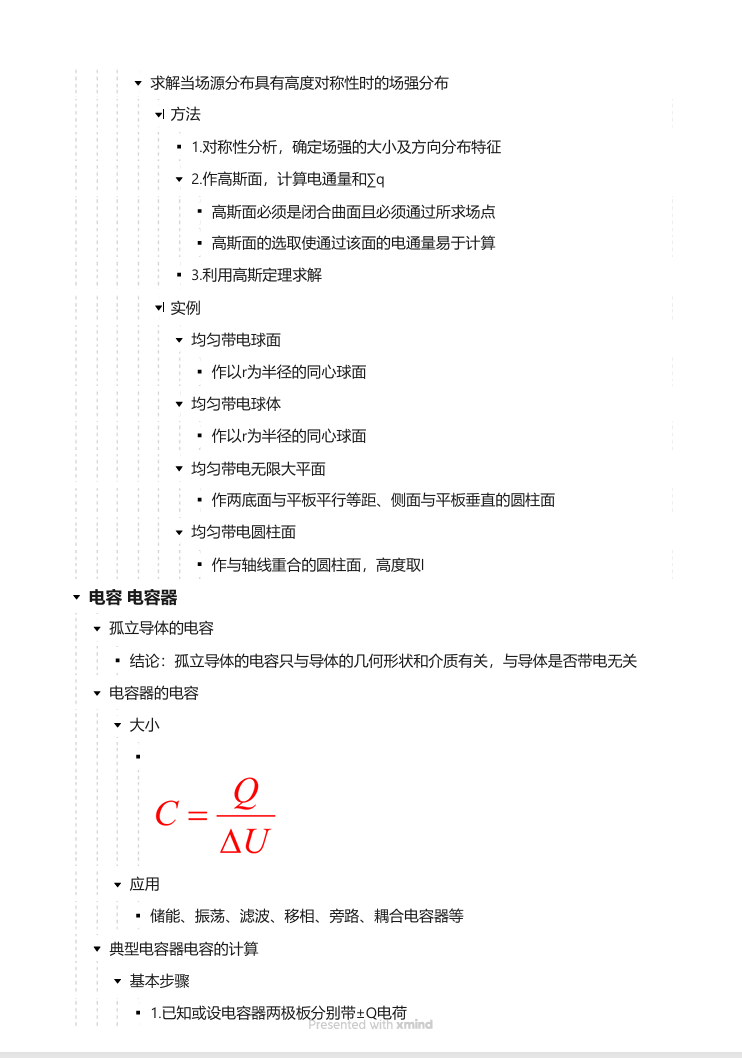 求解当场源分布具有高度对称性时的场强分布
方法
1.对称性分析，确定场强的大小及方向分布特征
2.作高斯面，计算电通量和∑q
高斯面必须是闭合曲面且必须通过所求场点
高斯面的选取使通过该面的电通量易于计算
3.利用高斯定理求解
实例
均匀带电球面
作以r为半径的同心球面
均匀带电球体
作以r为半径的同心球面
均匀带电无限大平面
作两底面与平板平行等距、侧面与平板垂直的圆柱面
均匀带电圆柱面
作与轴线重合的圆柱面，高度取l
电容 电容器
孤立导体的电容
结论：孤立导体的电容只与导体的几何形状和介质有关，与导体是否带电无关
电容器的电容
大小
C = Q / ΔU
应用
储能、振荡、滤波、移相、旁路、耦合电容器等
典型电容器电容的计算
基本步骤
1.已知或设电容器两极板分别带±Q电荷
Presented with xmind